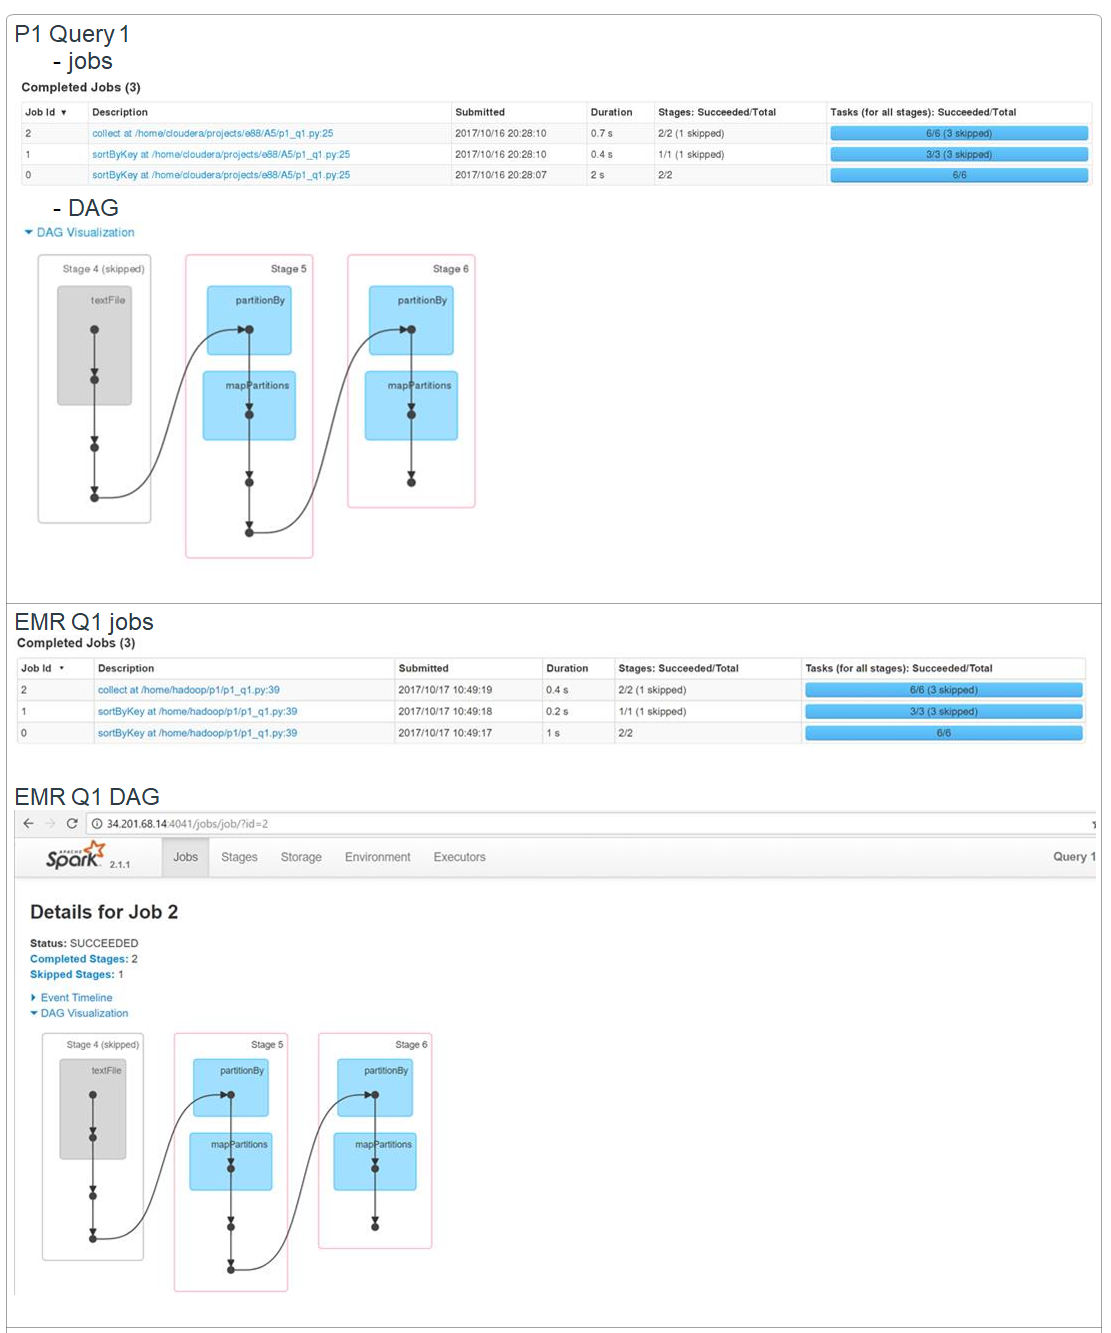 P1 Query 1
- jobs
Completed Jobs (3)
Job Id ▾ Description Submitted Duration Stages: Succeeded/Total Tasks (for all stages): Succeeded/Total
2 collect at /home/cloudera/projects/e88/A5/p1_q1.py:25 2017/10/16 20:28:10 0.7 s 2/2 (1 skipped) 6/6 (3 skipped)
1 sortByKey at /home/cloudera/projects/e88/A5/p1_q1.py:25 2017/10/16 20:28:10 0.4 s 1/1 (1 skipped) 3/3 (3 skipped)
0 sortByKey at /home/cloudera/projects/e88/A5/p1_q1.py:25 2017/10/16 20:28:07 2 s 2/2 6/6
- DAG
DAG Visualization
Stage 4 (skipped) Stage 5 Stage 6
textFile partitionBy partitionBy
mapPartitions mapPartitions
EMR Q1 jobs
Completed Jobs (3)
Job Id ▾ Description Submitted Duration Stages: Succeeded/Total Tasks (for all stages): Succeeded/Total
2 collect at /home/hadoop/p1/p1_q1.py:39 2017/10/17 10:49:19 0.4 s 2/2 (1 skipped) 6/6 (3 skipped)
1 sortByKey at /home/hadoop/p1/p1_q1.py:39 2017/10/17 10:49:18 0.2 s 1/1 (1 skipped) 3/3 (3 skipped)
0 sortByKey at /home/hadoop/p1/p1_q1.py:39 2017/10/17 10:49:17 1 s 2/2 6/6
EMR Q1 DAG
34.201.68.14:4041/jobs/job/?id=2
APACHE Spark 2.1.1 Jobs Stages Storage Environment Executors Query 1
Details for Job 2
Status: SUCCEEDED
Completed Stages: 2
Skipped Stages: 1
Event Timeline
DAG Visualization
Stage 4 (skipped) Stage 5 Stage 6
textFile partitionBy partitionBy
mapPartitions mapPartitions